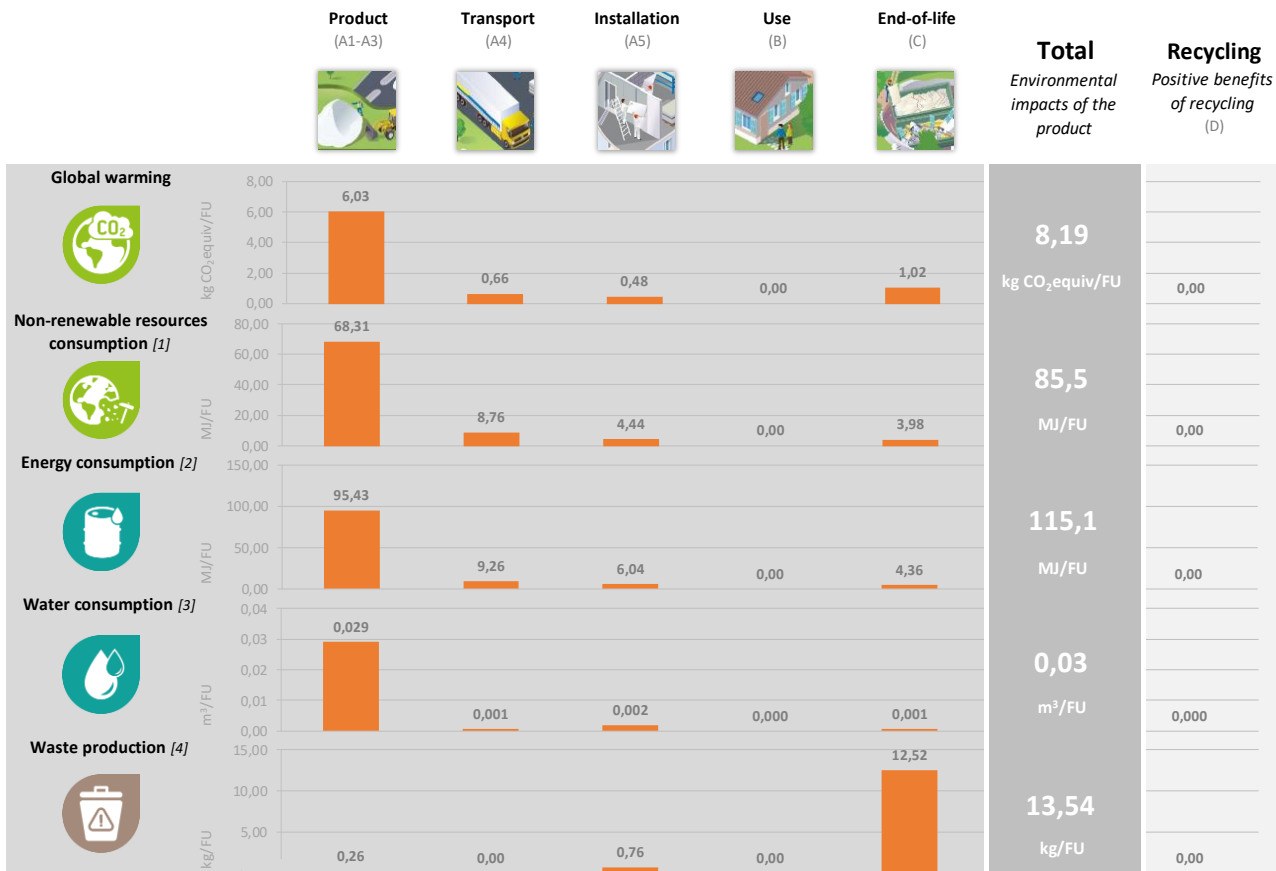 Product
(A1-A3)
Transport
(A4)
Installation
(A5)
Use
(B)
End-of-life
(C)
Total
Environmental
impacts of the
product
Recycling
Positive benefits
of recycling
(D)
Global warming
CO₂
kg CO₂equiv/FU
8,00
6,00
4,00
2,00
0,00
6,03
0,66
0,48
0,00
1,02
8,19
kg CO₂equiv/FU
0,00
Non-renewable resources
consumption [1]
MJ/FU
80,00
60,00
40,00
20,00
0,00
68,31
8,76
4,44
0,00
3,98
85,5
MJ/FU
0,00
Energy consumption [2]
MJ/FU
150,00
100,00
50,00
0,00
95,43
9,26
6,04
0,00
4,36
115,1
MJ/FU
0,00
Water consumption [3]
m³/FU
0,04
0,03
0,02
0,01
0,00
0,029
0,001
0,002
0,000
0,001
0,03
m³/FU
0,000
Waste production [4]
kg/FU
15,00
10,00
5,00
0,26
0,00
0,76
0,00
12,52
13,54
kg/FU
0,00